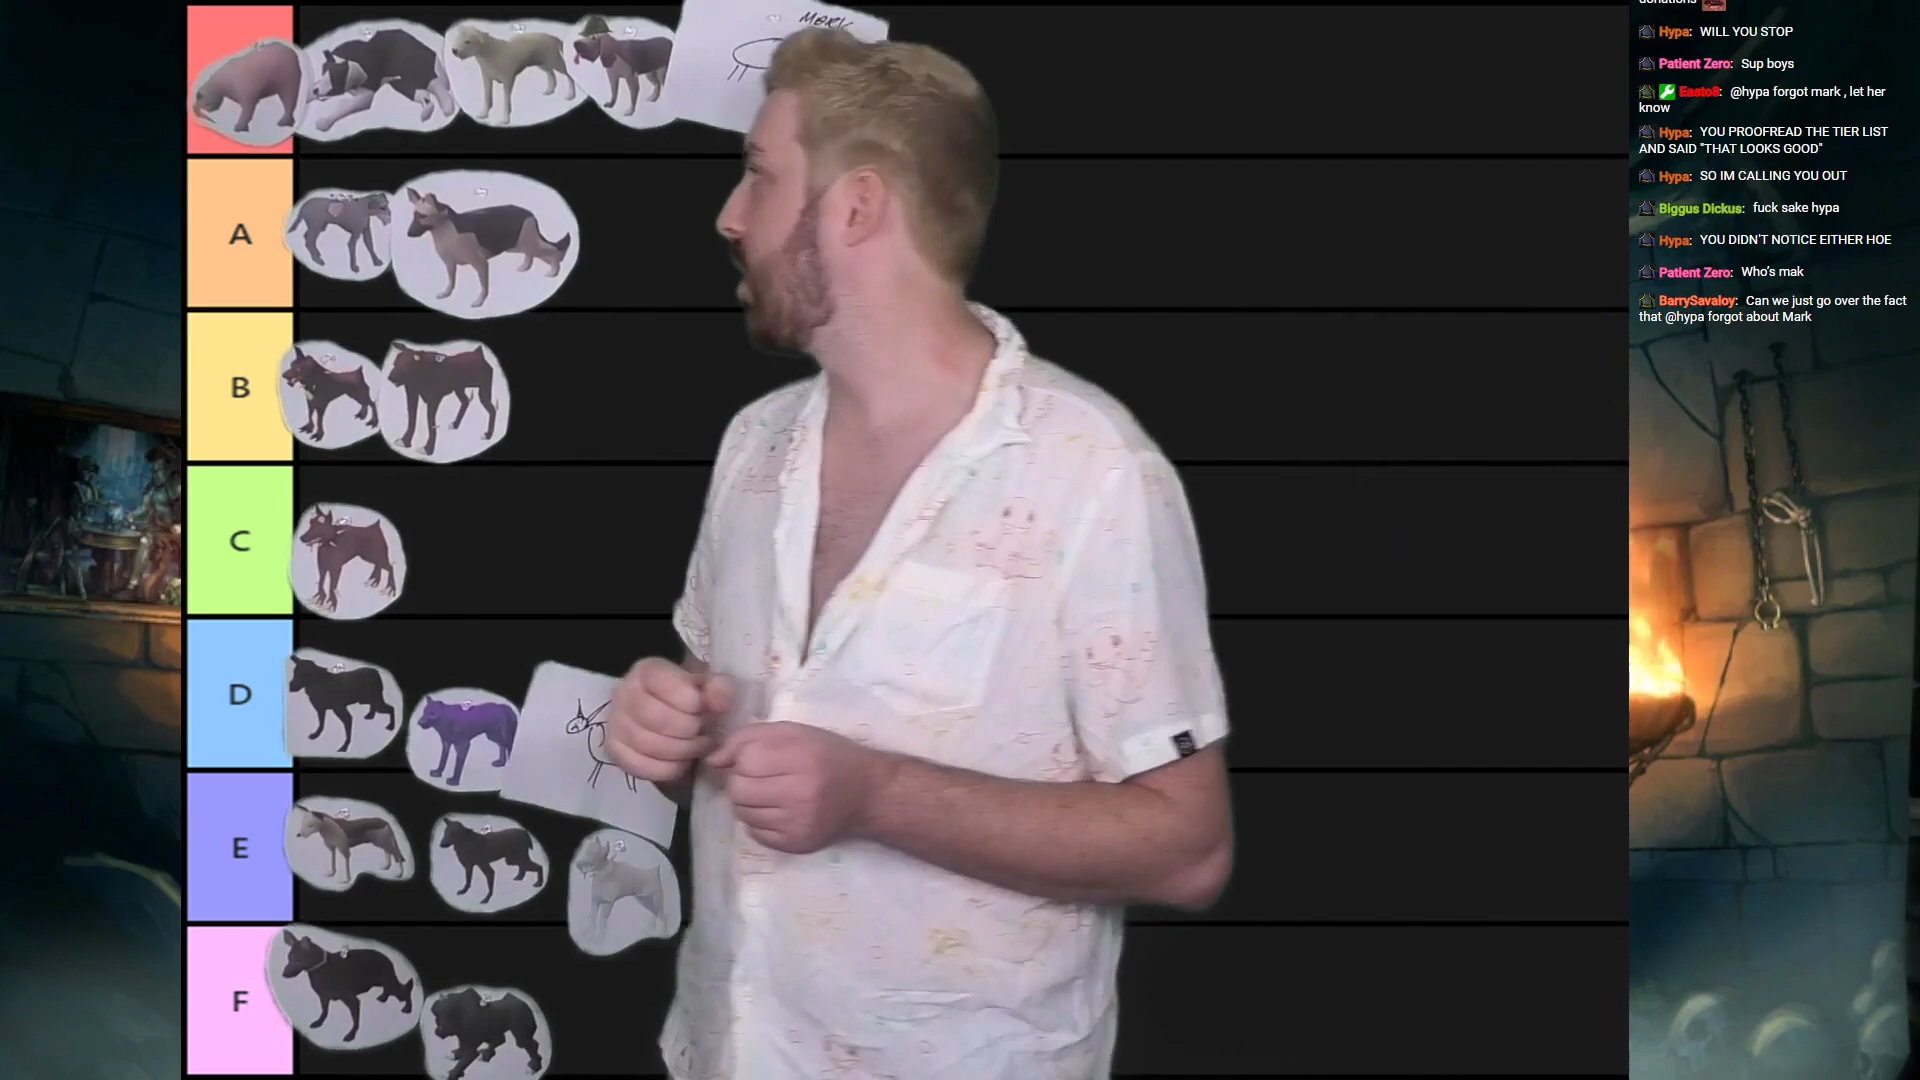 MARK
A
B
C
D
E
F
donations
Hypa: WILL YOU STOP
Patient Zero: Sup boys
Easto8: @hypa forgot mark , let her
know
Hypa: YOU PROOFREAD THE TIER LIST
AND SAID "THAT LOOKS GOOD"
Hypa: SO IM CALLING YOU OUT
Biggus Dickus: fuck sake hypa
Hypa: YOU DIDN'T NOTICE EITHER HOE
Patient Zero: Who's mak
BarrySavaloy: Can we just go over the fact
that @hypa forgot about Mark